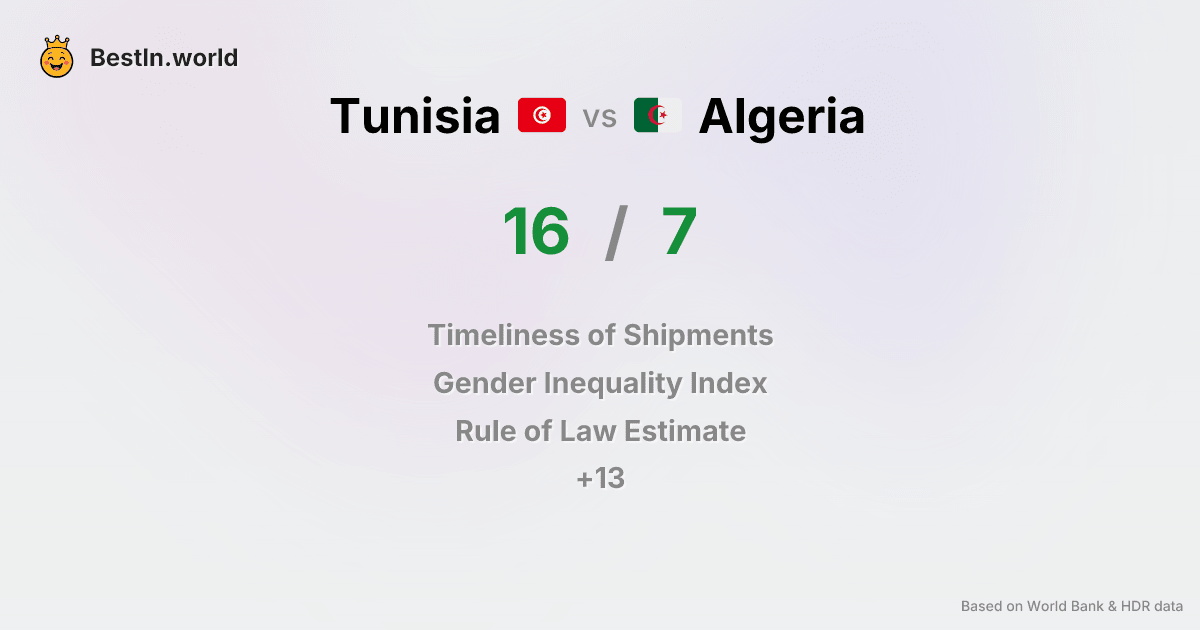 BestIn.world
Tunisia vs Algeria
16 / 7
Timeliness of Shipments
Gender Inequality Index
Rule of Law Estimate
+13
Based on World Bank & HDR data